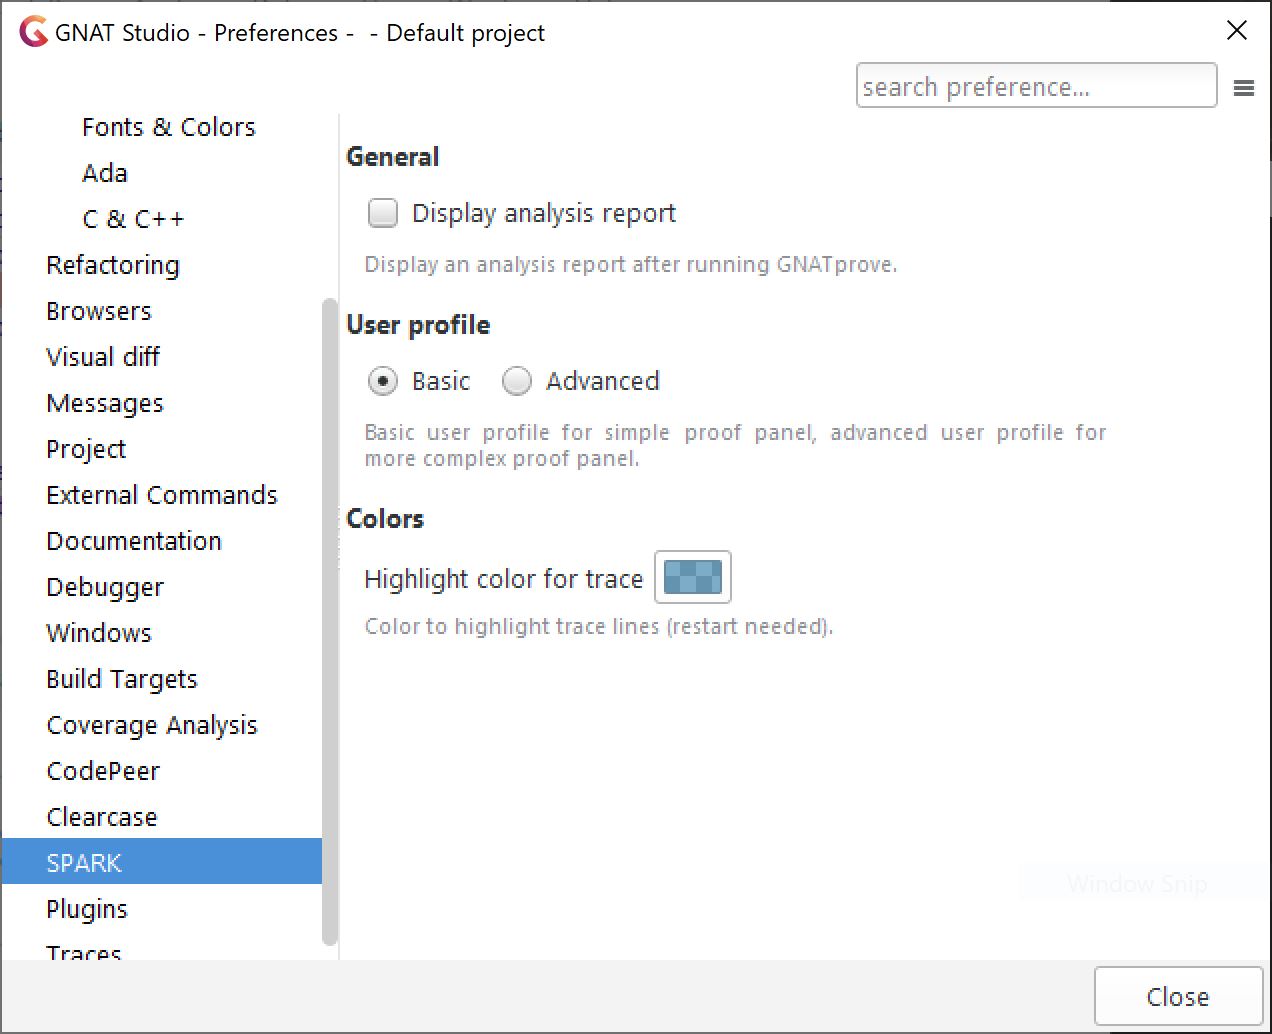 GNAT Studio - Preferences -  - Default project
search preference...
Fonts & Colors
Ada
C & C++
Refactoring
Browsers
Visual diff
Messages
Project
External Commands
Documentation
Debugger
Windows
Build Targets
Coverage Analysis
CodePeer
Clearcase
SPARK
Plugins
Traces
General
Display analysis report
Display an analysis report after running GNATprove.
User profile
Basic
Advanced
Basic user profile for simple proof panel, advanced user profile for
more complex proof panel.
Colors
Highlight color for trace
Color to highlight trace lines (restart needed).
Window Snip
Close